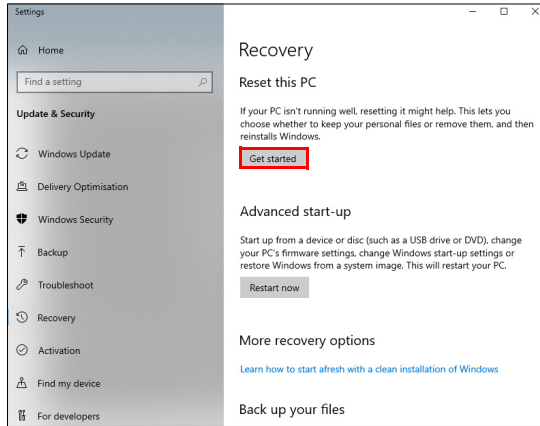 Settings
Home
Find a setting
Update & Security
Windows Update
Delivery Optimisation
Windows Security
Backup
Troubleshoot
Recovery
Activation
Find my device
For developers
Recovery
Reset this PC
If your PC isn't running well, resetting it might help. This lets you
choose whether to keep your personal files or remove them, and then
reinstalls Windows.
Get started
Advanced start-up
Start up from a device or disc (such as a USB drive or DVD), change
your PC's firmware settings, change Windows start-up settings or
restore Windows from a system image. This will restart your PC.
Restart now
More recovery options
Learn how to start afresh with a clean installation of Windows
Back up your files